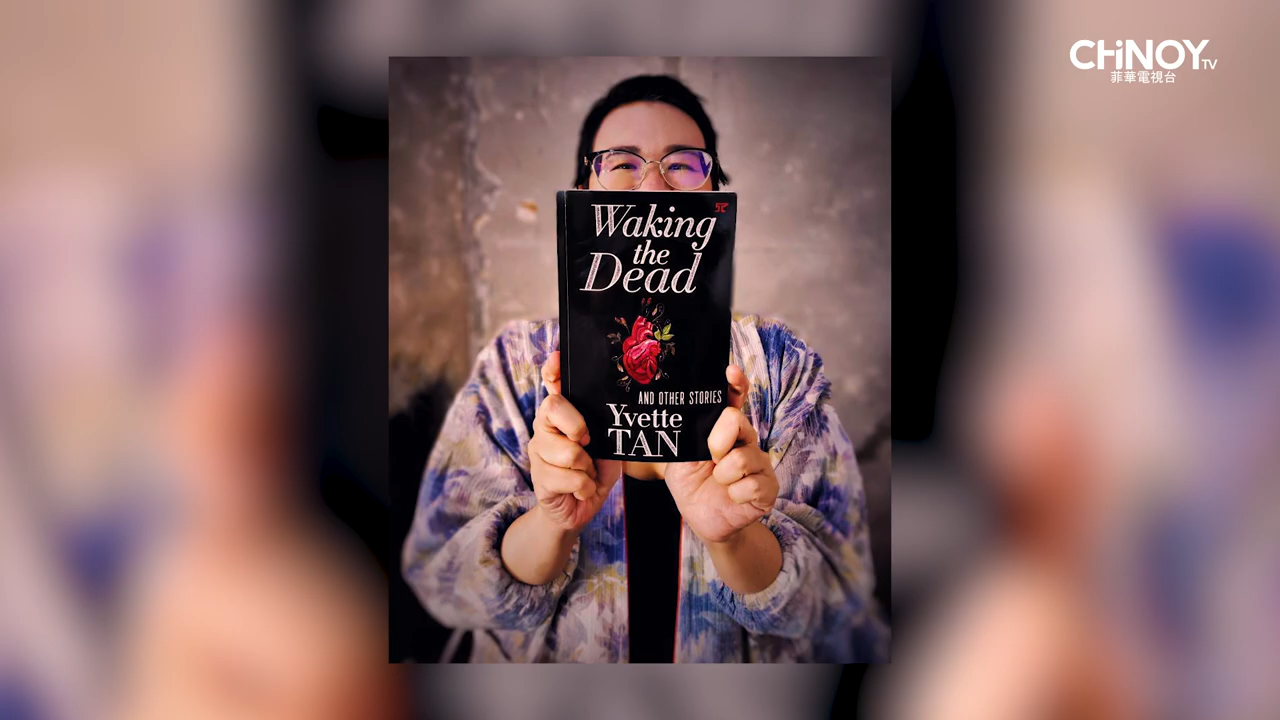 CHiNOY TV
菲華電視台
Waking
the
Dead
AND OTHER STORIES
Yvette
TAN